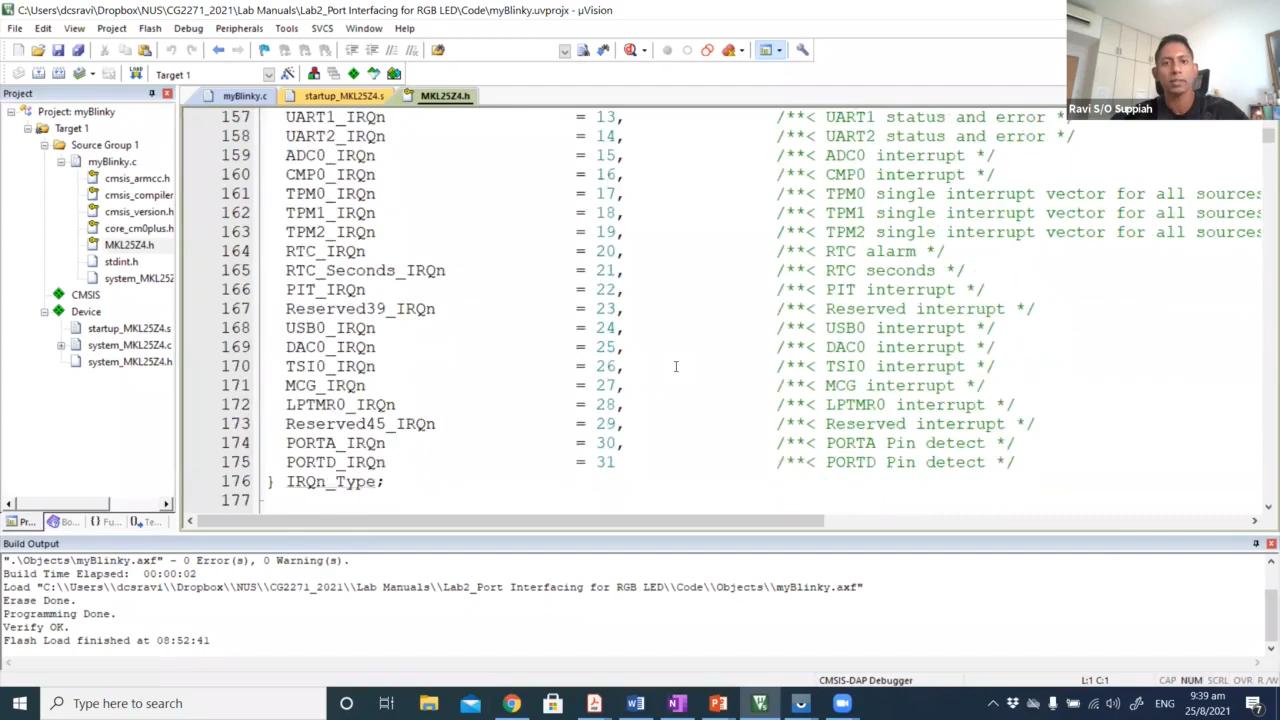 C:\Users\dcsravi\Dropbox\NUS\CG2271_2021\Lab Manuals\Lab2_Port Interfacing for RGB LED\Code\myBlinky.uvprojx - µVision
File Edit View Project Flash Debug Peripherals Tools SVCS Window Help
Target 1
Project
myBlinky.c startup_MKL25Z4.s MKL25Z4.h
Ravi S/O Suppiah
Project: myBlinky
Target 1
Source Group 1
myBlinky.c
cmsis_armcc.h
cmsis_compiler
cmsis_version.h
core_cm0plus.h
MKL25Z4.h
stdint.h
system_MKL25Z
CMSIS
Device
startup_MKL25Z4.s
system_MKL25Z4.c
system_MKL25Z4.h
Pr... Bo... {} Fu... Te...
157 UART1_IRQn = 13, /**< UART1 status and error */
158 UART2_IRQn = 14, /**< UART2 status and error */
159 ADC0_IRQn = 15, /**< ADC0 interrupt */
160 CMP0_IRQn = 16, /**< CMP0 interrupt */
161 TPM0_IRQn = 17, /**< TPM0 single interrupt vector for all sources
162 TPM1_IRQn = 18, /**< TPM1 single interrupt vector for all sources
163 TPM2_IRQn = 19, /**< TPM2 single interrupt vector for all sources
164 RTC_IRQn = 20, /**< RTC alarm */
165 RTC_Seconds_IRQn = 21, /**< RTC seconds */
166 PIT_IRQn = 22, /**< PIT interrupt */
167 Reserved39_IRQn = 23, /**< Reserved interrupt */
168 USB0_IRQn = 24, /**< USB0 interrupt */
169 DAC0_IRQn = 25, /**< DAC0 interrupt */
170 TSI0_IRQn = 26, /**< TSI0 interrupt */
171 MCG_IRQn = 27, /**< MCG interrupt */
172 LPTMR0_IRQn = 28, /**< LPTMR0 interrupt */
173 Reserved45_IRQn = 29, /**< Reserved interrupt */
174 PORTA_IRQn = 30, /**< PORTA Pin detect */
175 PORTD_IRQn = 31 /**< PORTD Pin detect */
176 } IRQn_Type;
177
Build Output
".\Objects\myBlinky.axf" - 0 Error(s), 0 Warning(s).
Build Time Elapsed: 00:00:02
Load "C:\\Users\\dcsravi\\Dropbox\\NUS\\CG2271_2021\\Lab Manuals\\Lab2_Port Interfacing for RGB LED\\Code\\Objects\\myBlinky.axf"
Erase Done.
Programming Done.
Verify OK.
Flash Load finished at 08:52:41
CMSIS-DAP Debugger L:1 C:1 CAP NUM SCRL OVR R/W
Type here to search
ENG
9:39 am
25/8/2021